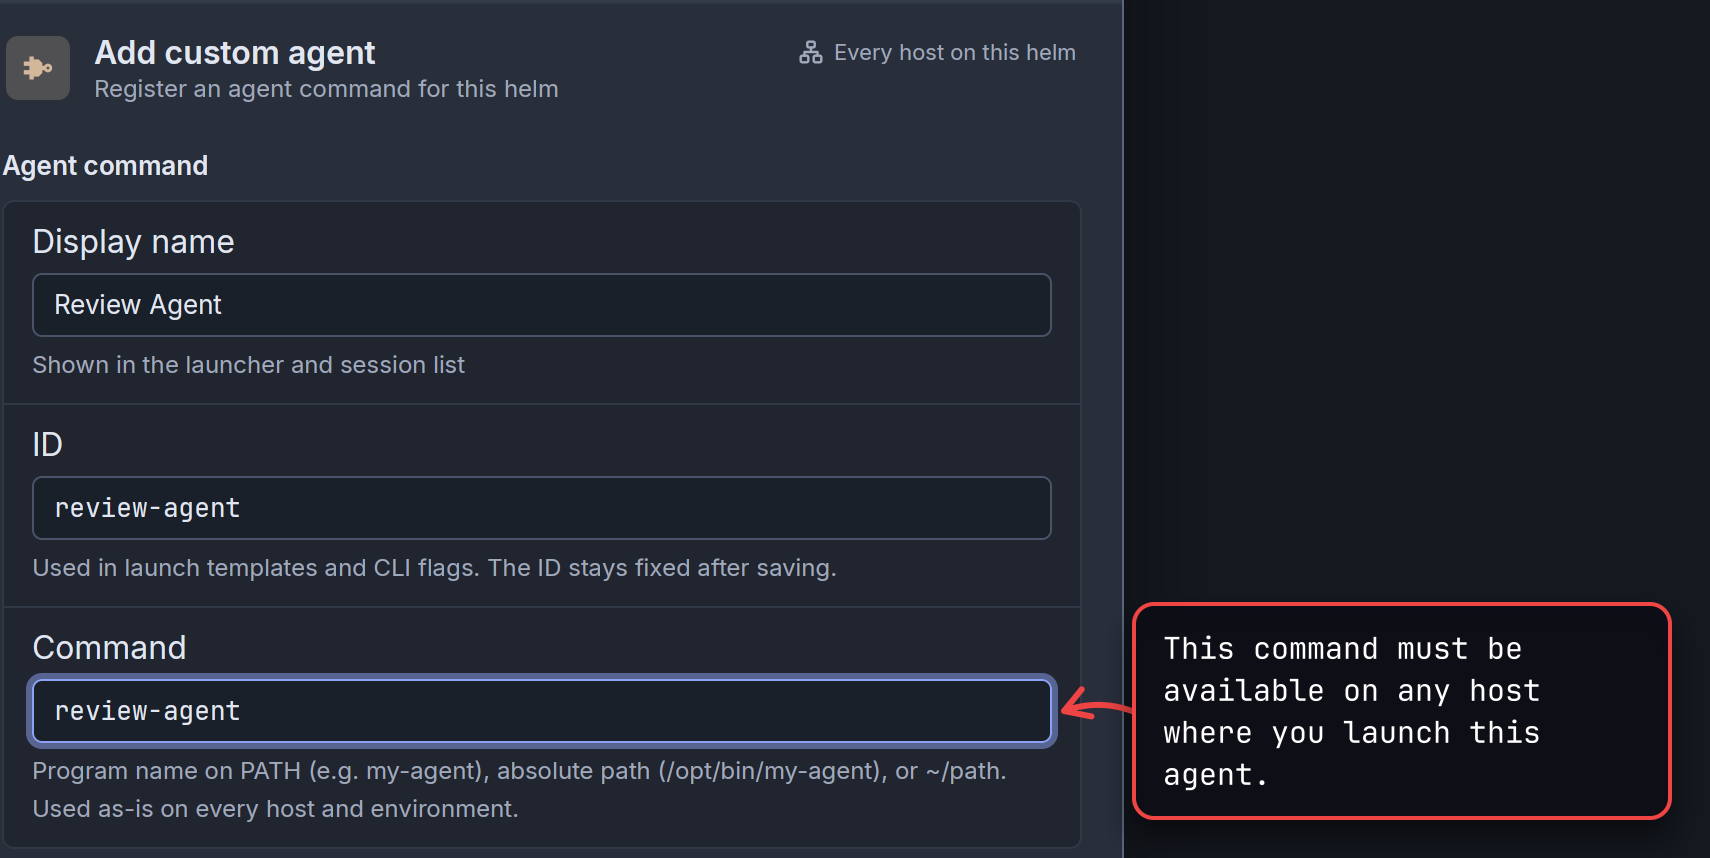 Add custom agent
Every host on this helm
Register an agent command for this helm
Agent command
Display name
Review Agent
Shown in the launcher and session list
ID
review-agent
Used in launch templates and CLI flags. The ID stays fixed after saving.
Command
review-agent
Program name on PATH (e.g. my-agent), absolute path (/opt/bin/my-agent), or ~/path.
Used as-is on every host and environment.
This command must be
available on any host
where you launch this
agent.